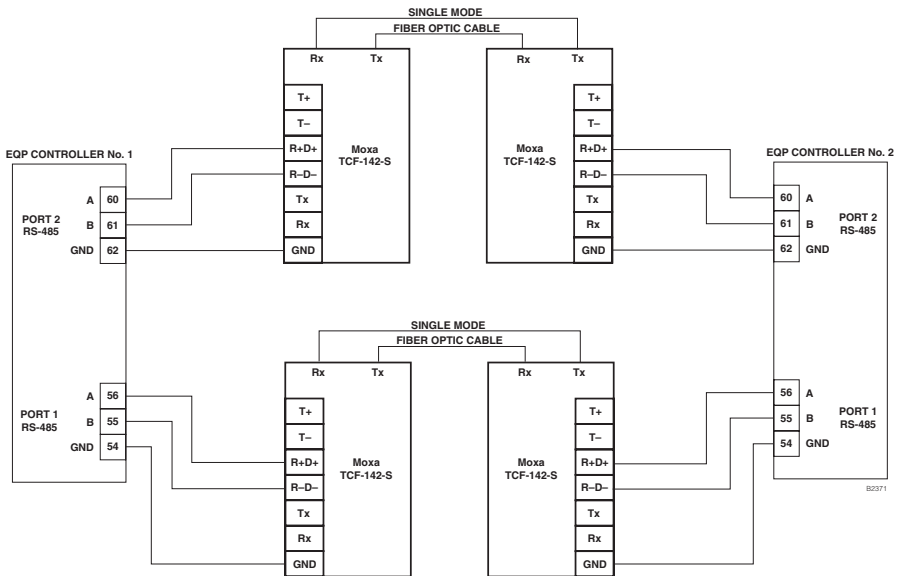 SINGLE MODE
FIBER OPTIC CABLE
Rx Tx
Rx Tx
T+
T–
R+D+
R–D–
Tx
Rx
GND
Moxa
TCF-142-S
Moxa
TCF-142-S
T+
T–
R+D+
R–D–
Tx
Rx
GND
EQP CONTROLLER No. 1
PORT 2
RS-485
A 60
B 61
GND 62
EQP CONTROLLER No. 2
60 A
61 B
62 GND
PORT 2
RS-485
SINGLE MODE
FIBER OPTIC CABLE
Rx Tx
Rx Tx
PORT 1
RS-485
A 56
B 55
GND 54
T+
T–
R+D+
R–D–
Tx
Rx
GND
Moxa
TCF-142-S
Moxa
TCF-142-S
T+
T–
R+D+
R–D–
Tx
Rx
GND
56 A
55 B
54 GND
PORT 1
RS-485
B2371